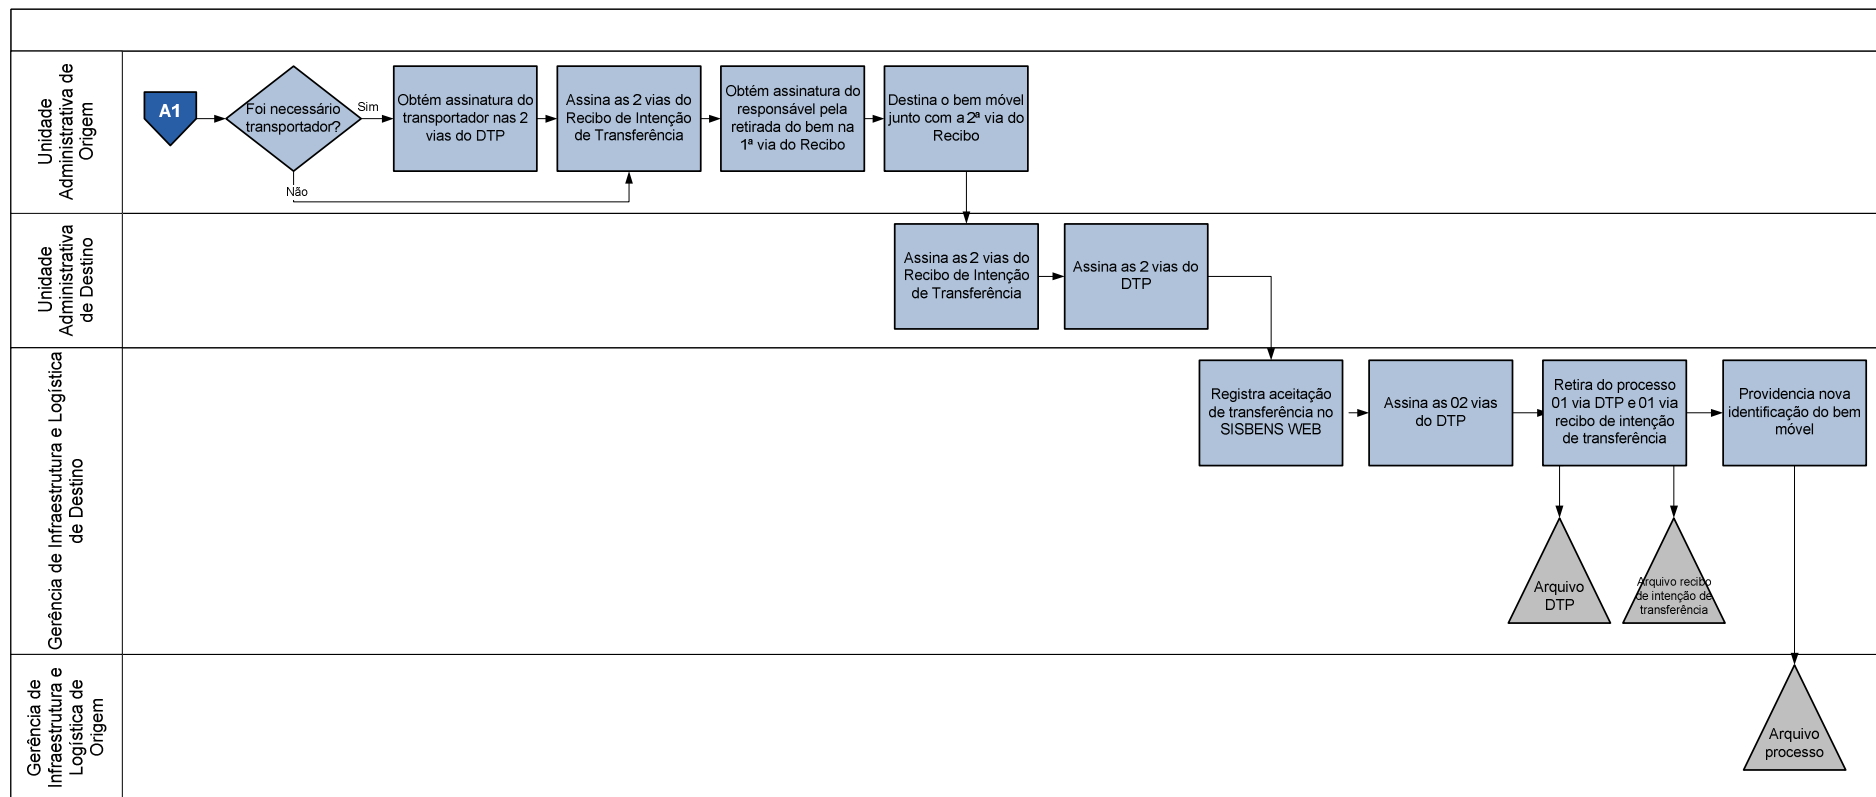 Unidade
Administrativa de
Origem
A1
Foi necessário
transportador?
Sim
Não
Obtém assinatura do
transportador nas 2
vias do DTP
Assina as 2 vias do
Recibo de Intenção
de Transferência
Obtém assinatura do
responsável pela
retirada do bem na
1ª via do Recibo
Destina o bem móvel
junto com a 2ª via do
Recibo
Unidade
Administrativa
de Destino
Assina as 2 vias do
Recibo de Intenção
de Transferência
Assina as 2 vias do
DTP
Gerência de Infraestrutura e Logística
de Destino
Registra aceitação
de transferência no
SISBENS WEB
Assina as 02 vias
do DTP
Retira do processo
01 via DTP e 01 via
recibo de intenção
de transferência
Providencia nova
identificação do bem
móvel
Arquivo
DTP
Arquivo recibo
de intenção de
transferência
Gerência de
Infraestrutura e
Logística de
Origem
Arquivo
processo